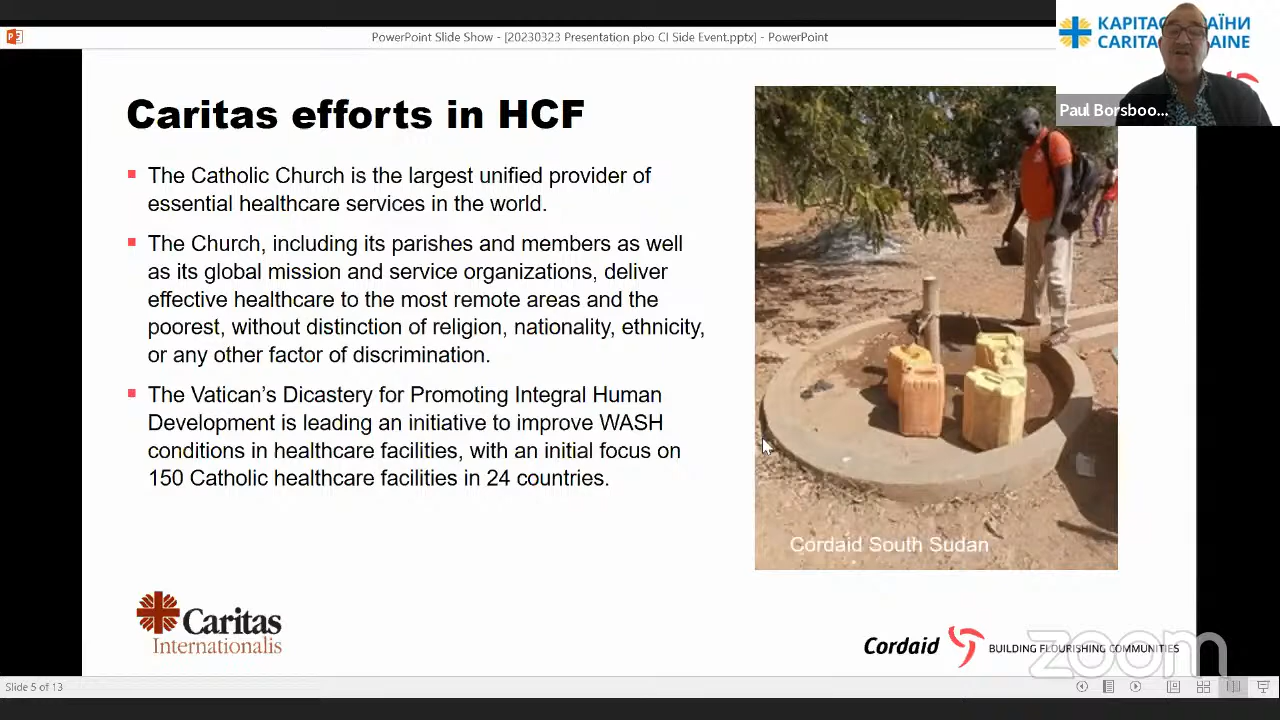 PowerPoint Slide Show - [20230323 Presentation pbo CI Side Event.pptx] - PowerPoint
Paul Borsboo...
Caritas efforts in HCF
The Catholic Church is the largest unified provider of
essential healthcare services in the world.
The Church, including its parishes and members as well
as its global mission and service organizations, deliver
effective healthcare to the most remote areas and the
poorest, without distinction of religion, nationality, ethnicity,
or any other factor of discrimination.
The Vatican's Dicastery for Promoting Integral Human
Development is leading an initiative to improve WASH
conditions in healthcare facilities, with an initial focus on
150 Catholic healthcare facilities in 24 countries.
Cordaid South Sudan
Caritas
Internationalis
Cordaid BUILDING FLOURISHING COMMUNITIES
zoom
Slide 5 of 13